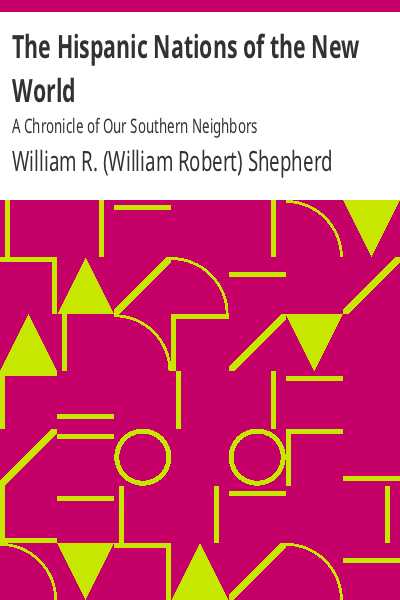 The Hispanic Nations of the New
World
A Chronicle of Our Southern Neighbors
William R. (William Robert) Shepherd